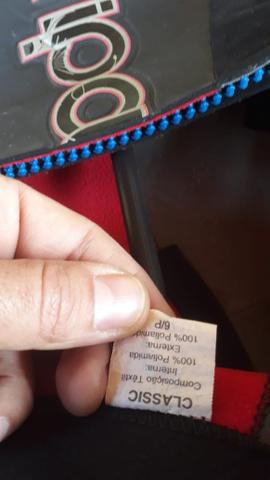 CLASSIC
Composição Têxtil
Interna:
100% Poliamida
Externa:
100% Poliamida
6/P